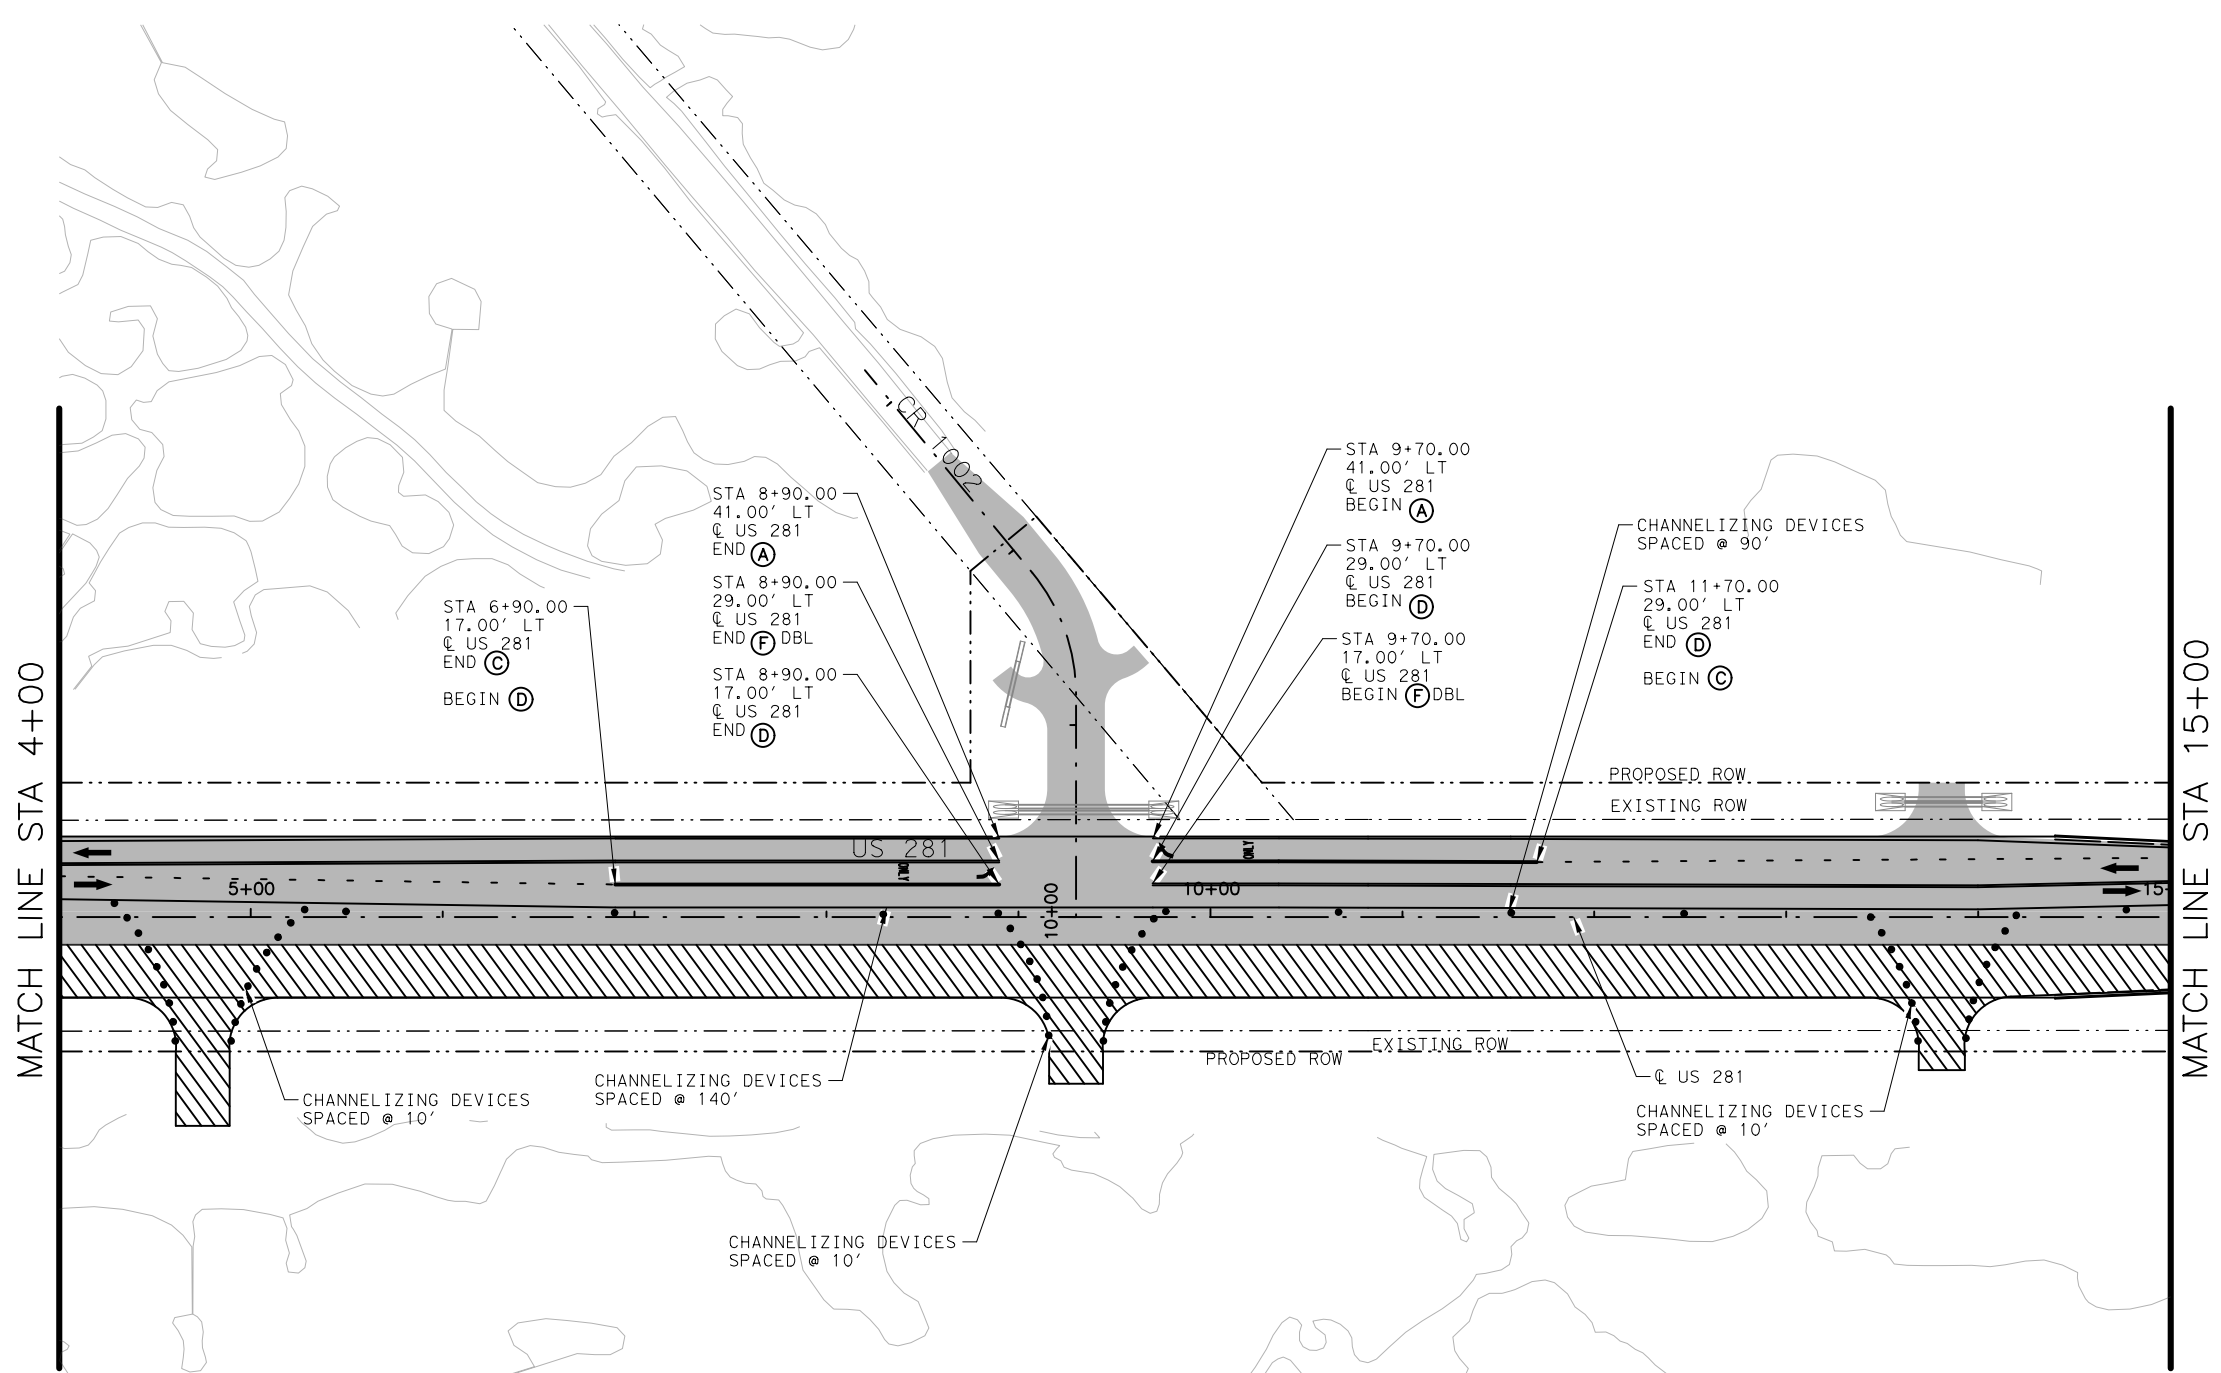 CR 1002
STA 9+70.00
41.00' LT
℄ US 281
BEGIN Ⓐ
STA 8+90.00
41.00' LT
℄ US 281
END Ⓐ
CHANNELIZING DEVICES
SPACED @ 90'
STA 9+70.00
29.00' LT
℄ US 281
BEGIN Ⓓ
STA 8+90.00
29.00' LT
℄ US 281
END Ⓕ DBL
STA 11+70.00
29.00' LT
℄ US 281
END Ⓓ
BEGIN Ⓒ
STA 6+90.00
17.00' LT
℄ US 281
END Ⓒ
BEGIN Ⓓ
STA 9+70.00
17.00' LT
℄ US 281
BEGIN Ⓕ DBL
STA 8+90.00
17.00' LT
℄ US 281
END Ⓓ
MATCH LINE STA 4+00
MATCH LINE STA 15+00
PROPOSED ROW
EXISTING ROW
US 281
ONLY
ONLY
5+00
10+00
10+00
15+
EXISTING ROW
PROPOSED ROW
℄ US 281
CHANNELIZING DEVICES
SPACED @ 10'
CHANNELIZING DEVICES
SPACED @ 140'
CHANNELIZING DEVICES
SPACED @ 10'
CHANNELIZING DEVICES
SPACED @ 10'